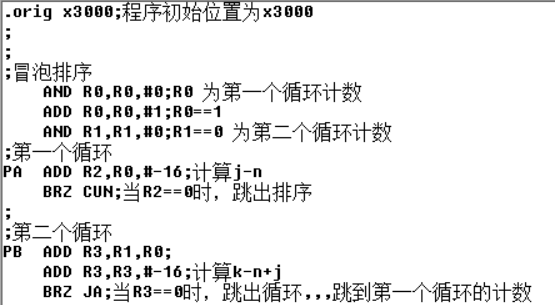 .orig x3000;程序初始位置为x3000
;
;
;冒泡排序
AND R0,R0,#0;R0 为第一个循环计数
ADD R0,R0,#1;R0==1
AND R1,R1,#0;R1==0 为第二个循环计数
;第一个循环
PA ADD R2,R0,#-16;计算j-n
BRZ CUN;当R2==0时，跳出排序
;
;第二个循环
PB ADD R3,R1,R0;
ADD R3,R3,#-16;计算k-n+j
BRZ JA;当R3==0时，跳出循环,,,跳到第一个循环的计数